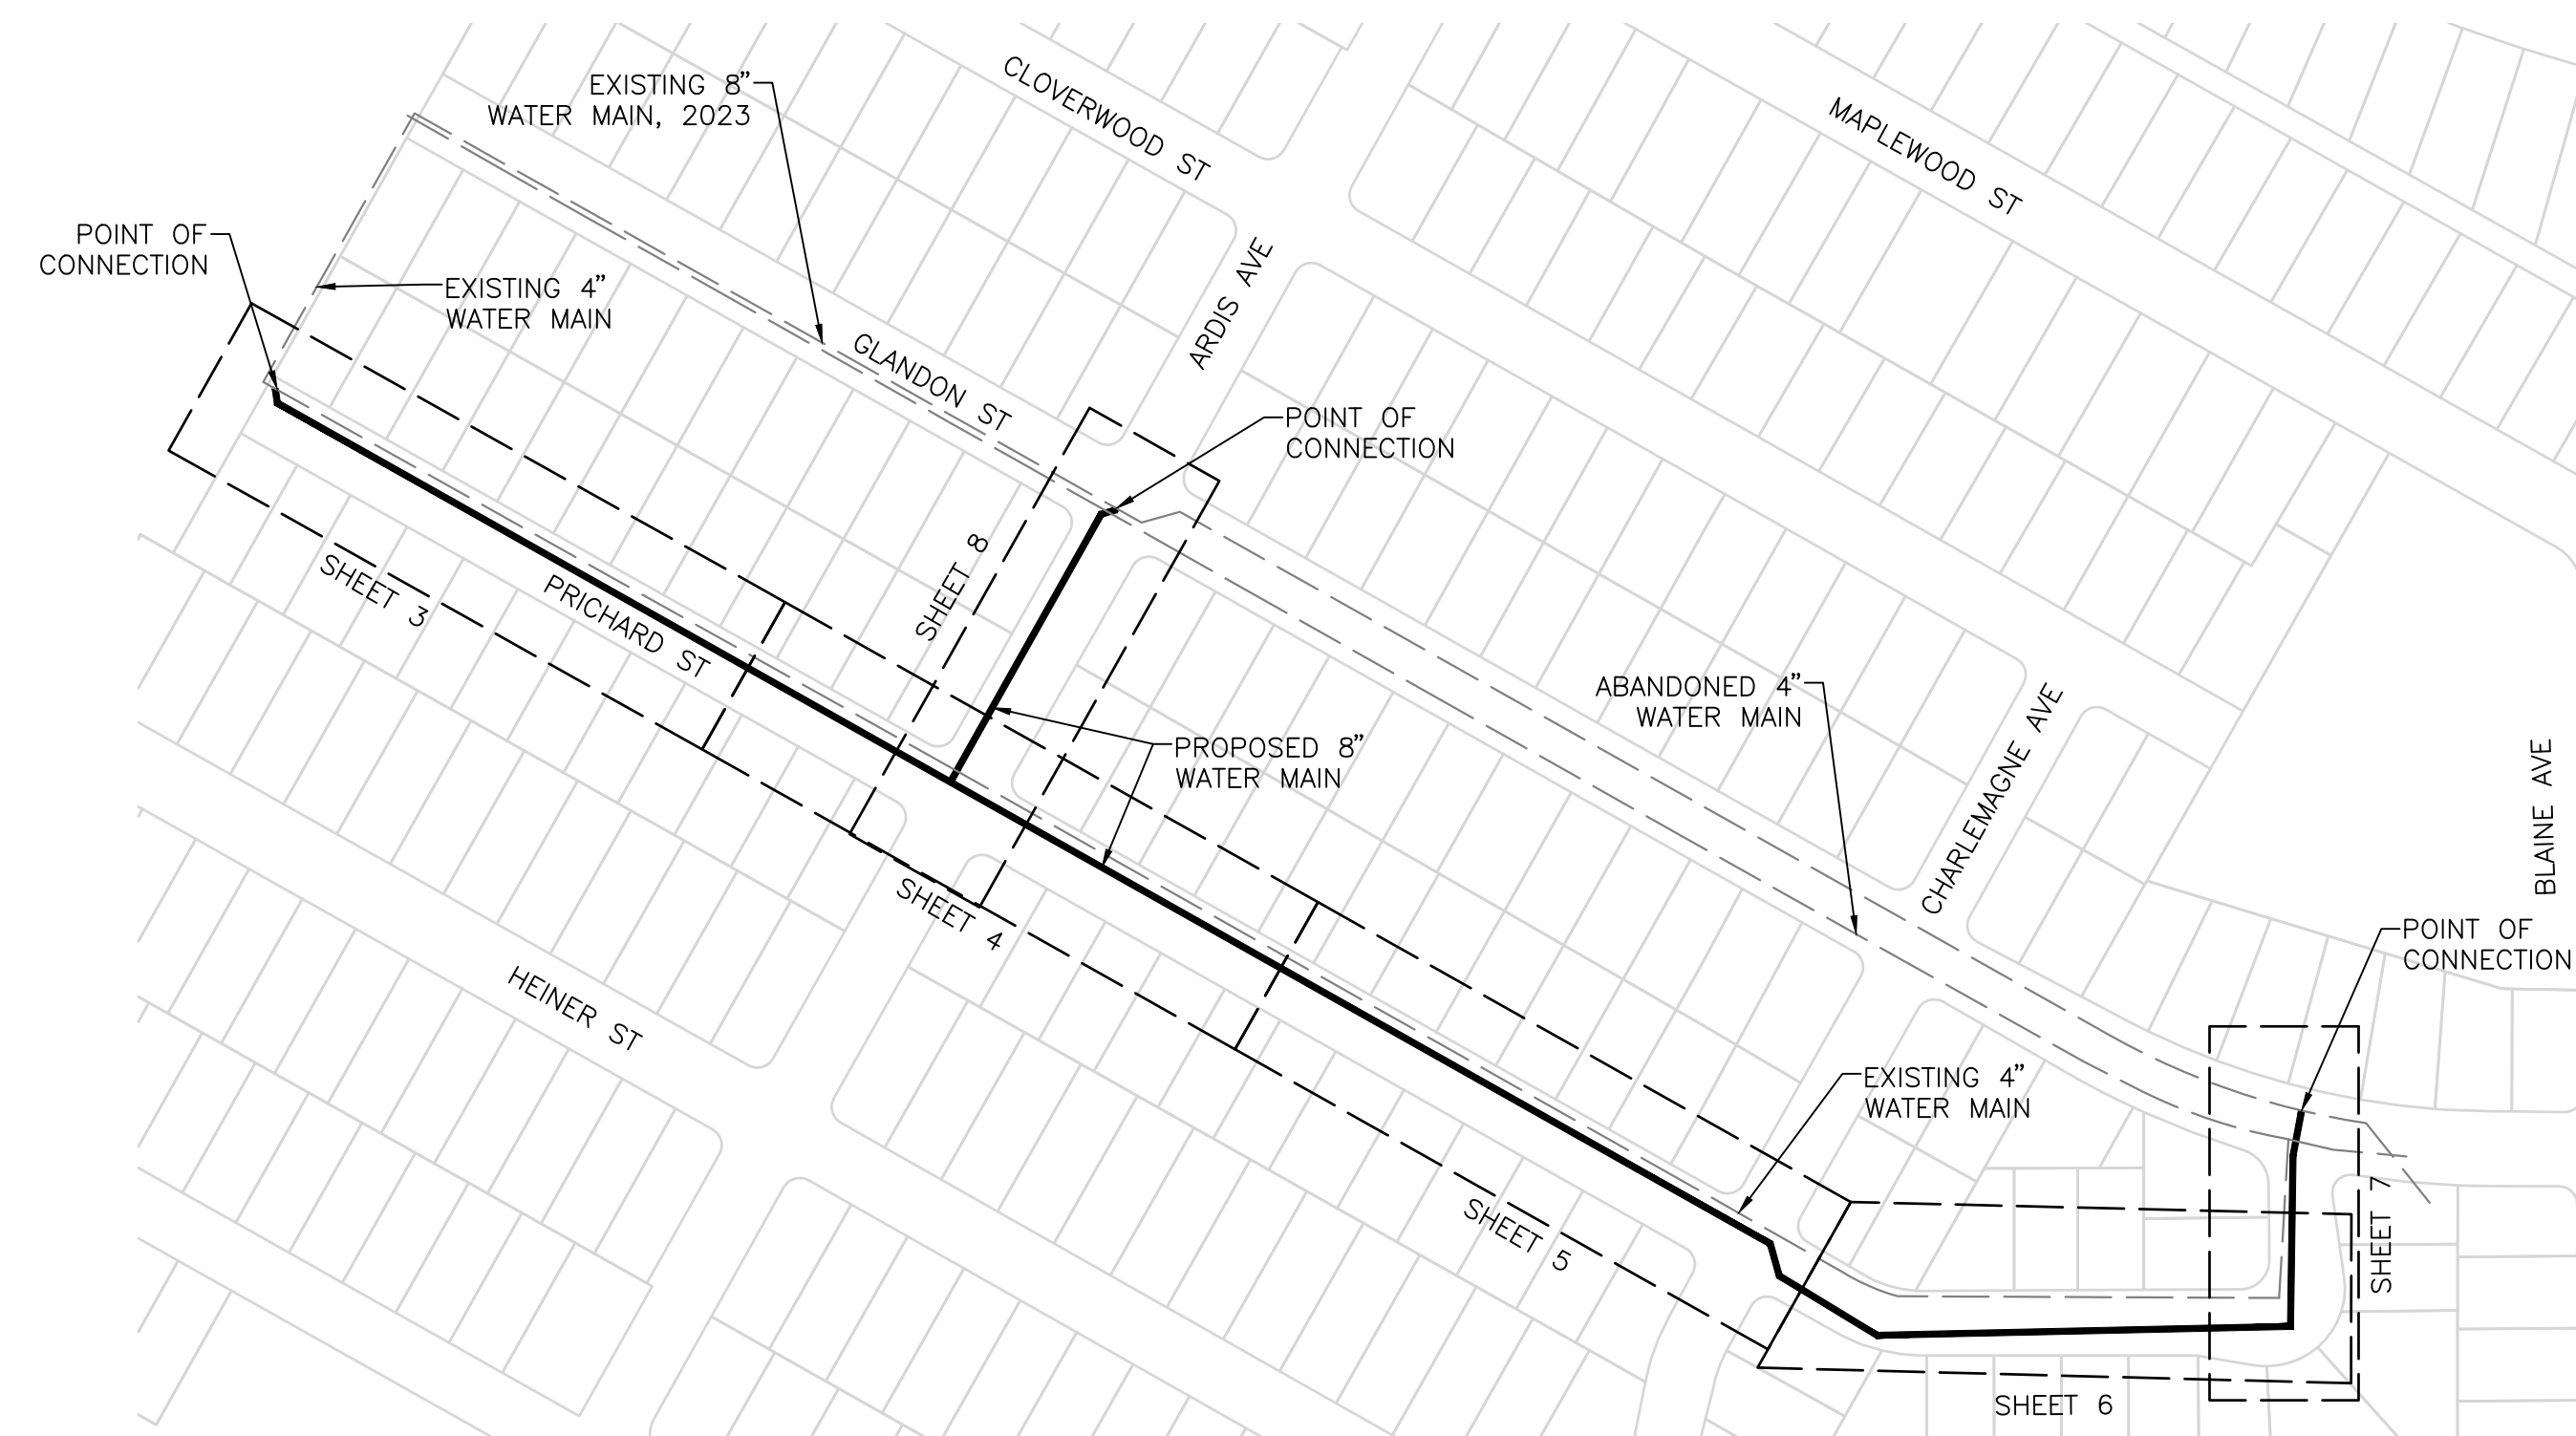 CLOVERWOOD ST
EXISTING 8”
WATER MAIN, 2023
MAPLEWOOD ST
POINT OF
CONNECTION
EXISTING 4”
WATER MAIN
ARDIS AVE
GLANDON ST
POINT OF
CONNECTION
SHEET 8
SHEET 3
PRICHARD ST
ABANDONED 4”
WATER MAIN
CHARLEMAGNE AVE
PROPOSED 8”
WATER MAIN
BLAINE AVE
SHEET 4
POINT OF
CONNECTION
HEINER ST
EXISTING 4”
WATER MAIN
SHEET 5
SHEET 7
SHEET 6